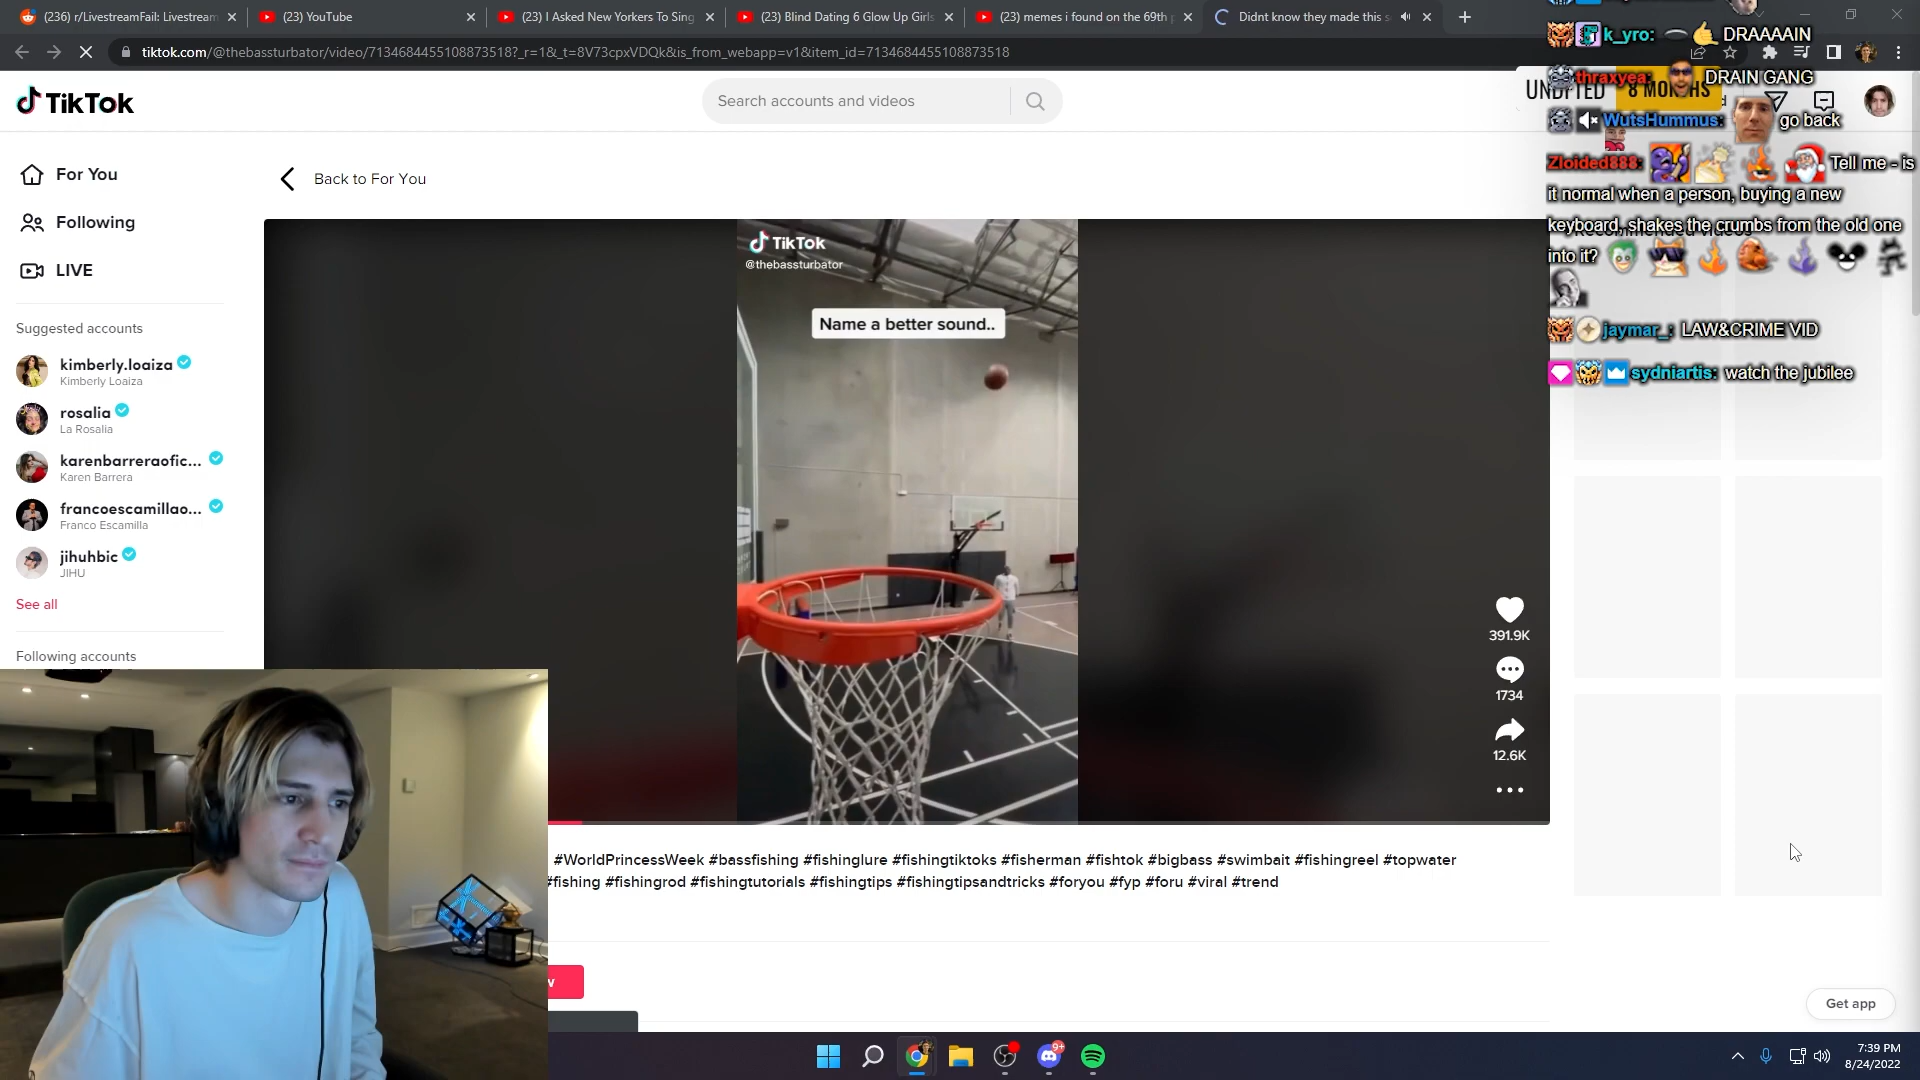 (236) r/LivestreamFail: Livestream
(23) YouTube
(23) I Asked New Yorkers To Sing
(23) Blind Dating 6 Glow Up Girls
(23) memes i found on the 69th p
Didnt know they made this s
tiktok.com/@thebassturbator/video/7134684455108873518?_r=1&_t=8V73cpxVDQk&is_from_webapp=v1&item_id=7134684455108873518
k_yro: DRAAAAIN
thraxyea: DRAIN GANG
8 MONTHS
WutsHummus: go back
Zloided888: Tell me - is
it normal when a person, buying a new
keyboard, shakes the crumbs from the old one
into it?
jaymar_: LAW&CRIME VID
sydniartis: watch the jubilee
TikTok
Search accounts and videos
For You
Following
LIVE
Suggested accounts
kimberly.loaiza
Kimberly Loaiza
rosalia
La Rosalia
karenbarreraofic...
Karen Barrera
francoescamillao...
Franco Escamilla
jihuhbic
JIHU
See all
Following accounts
Back to For You
TikTok
@thebassturbator
Name a better sound..
391.9K
1734
12.6K
#WorldPrincessWeek #bassfishing #fishinglure #fishingtiktoks #fisherman #fishtok #bigbass #swimbait #fishingreel #topwater
#fishing #fishingrod #fishingtutorials #fishingtips #fishingtipsandtricks #foryou #fyp #foru #viral #trend
Get app
9+
7:39 PM
8/24/2022